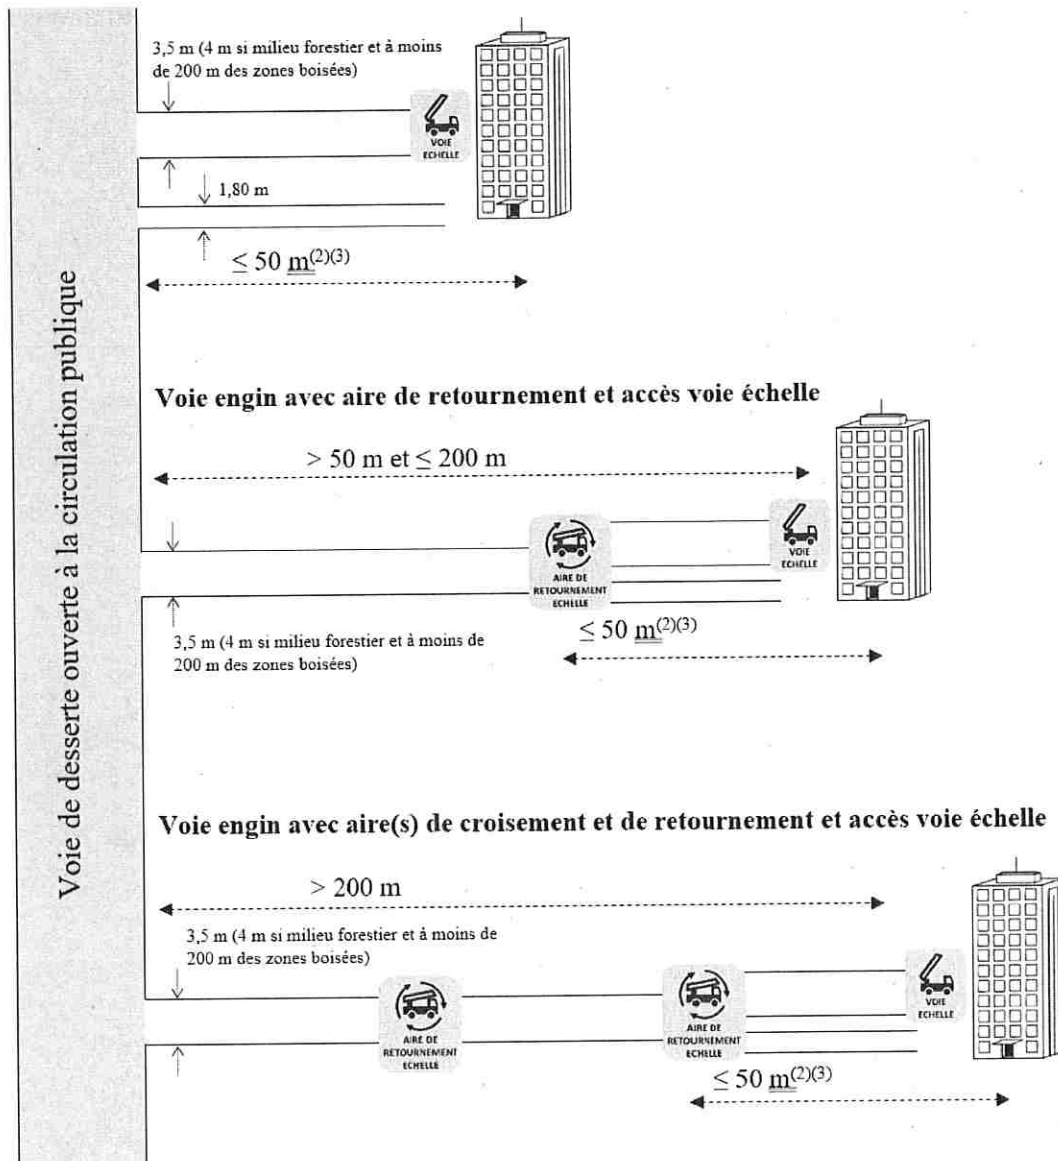 Voie de desserte ouverte à la circulation publique
3,5 m (4 m si milieu forestier et à moins
de 200 m des zones boisées)
VOIE
ECHELLE
1,80 m
≤ 50 m(2)(3)
Voie engin avec aire de retournement et accès voie échelle
> 50 m et ≤ 200 m
AIRE DE
RETOURNEMENT
ECHELLE
VOIE
ECHELLE
3,5 m (4 m si milieu forestier et à moins de
200 m des zones boisées)
≤ 50 m(2)(3)
Voie engin avec aire(s) de croisement et de retournement et accès voie échelle
> 200 m
3,5 m (4 m si milieu forestier et à moins de
200 m des zones boisées)
AIRE DE
RETOURNEMENT
ECHELLE
AIRE DE
RETOURNEMENT
ECHELLE
VOIE
ECHELLE
≤ 50 m(2)(3)